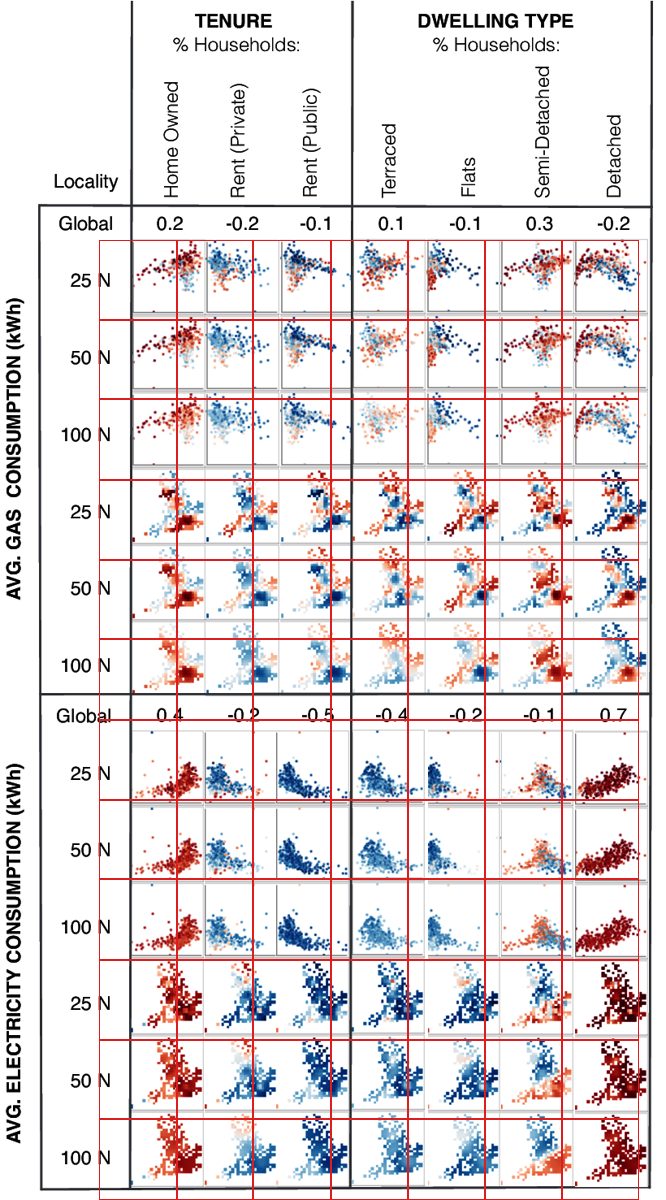 TENURE
% Households:
DWELLING TYPE
% Households:
Locality
Home Owned
Rent (Private)
Rent (Public)
Terraced
Flats
Semi-Detached
Detached
AVG. GAS CONSUMPTION (kWh)
Global 0.2 -0.2 -0.1 0.1 -0.1 0.3 -0.2
25 N
50 N
100 N
25 N
50 N
100 N
AVG. ELECTRICITY CONSUMPTION (kWh)
Global 0.4 -0.2 -0.5 -0.4 -0.2 -0.1 0.7
25 N
50 N
100 N
25 N
50 N
100 N